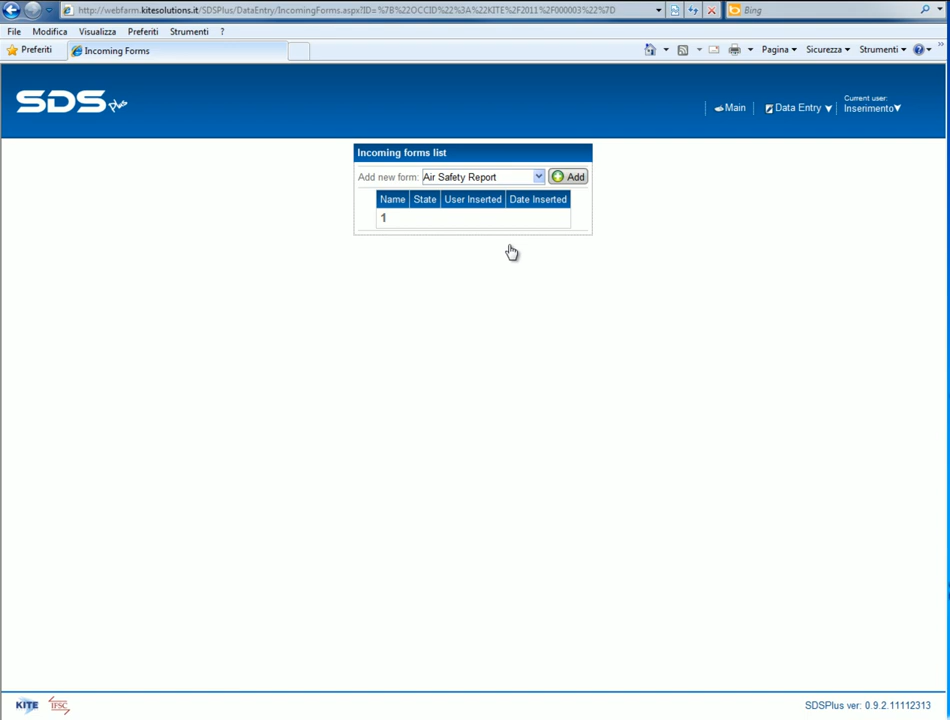 http://webfarm.kitesolutions.it/SDSPlus/DataEntry/IncomingForms.aspx?ID=%7B%22OCCID%22%3A%22KITE%2F2011%2F000003%22%7D
Bing
File Modifica Visualizza Preferiti Strumenti ?
Preferiti Incoming Forms Pagina Sicurezza Strumenti
SDS plus
Main Data Entry Current user: Inserimento
Incoming forms list
Add new form: Air Safety Report Add
Name State User Inserted Date Inserted
1
KITE IFSC SDSPlus ver: 0.9.2.11112313